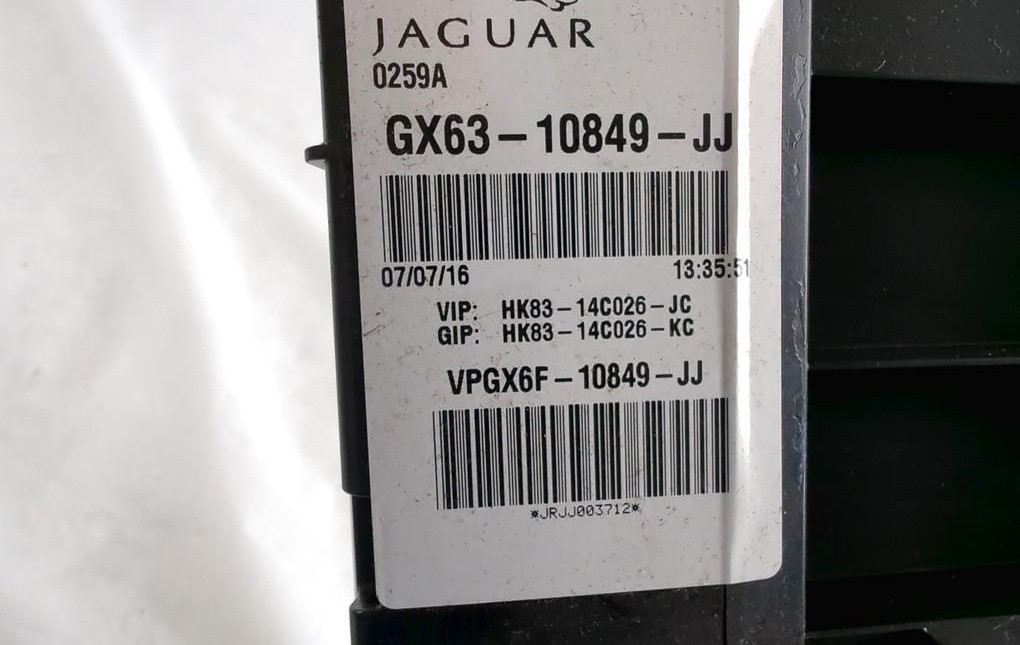 JAGUAR
0259A
GX63-10849-JJ
07/07/16 13:35:51
VIP: HK83-14C026-JC
GIP: HK83-14C026-KC
VPGX6F-10849-JJ
*JRJJ003712*